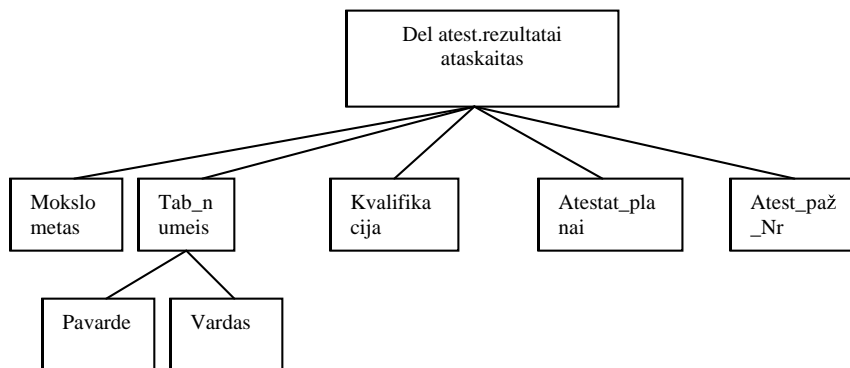 Del atest.rezultatai
ataskaitas
Mokslo
metas
Tab_n
umeis
Kvalifika
cija
Atestat_pla
nai
Atest_paž
_Nr
Pavarde
Vardas